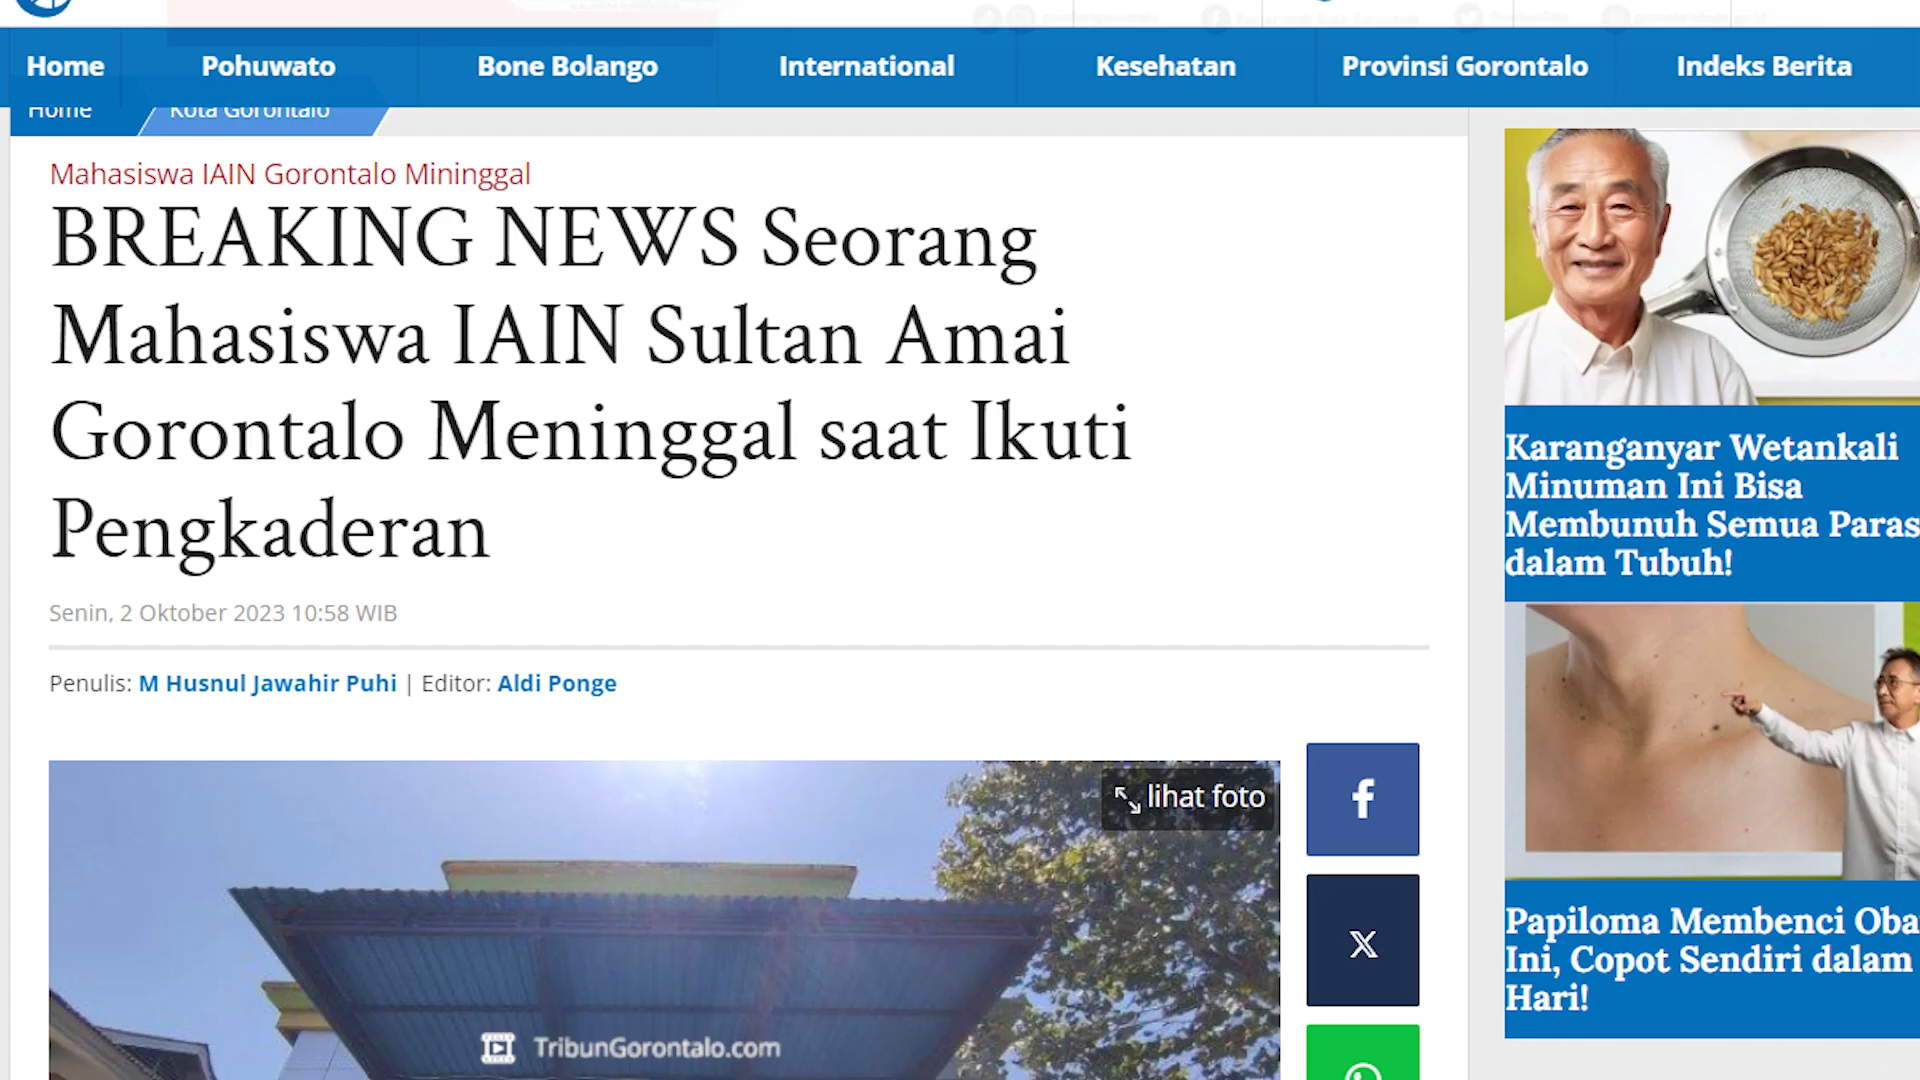 Home Pohuwato Bone Bolango International Kesehatan Provinsi Gorontalo Indeks Berita
Home Kota Gorontalo
Mahasiswa IAIN Gorontalo Mininggal
BREAKING NEWS Seorang
Mahasiswa IAIN Sultan Amai
Gorontalo Meninggal saat Ikuti
Pengkaderan
Senin, 2 Oktober 2023 10:58 WIB
Penulis: M Husnul Jawahir Puhi | Editor: Aldi Ponge
lihat foto
TribunGorontalo.com
Karanganyar Wetankali
Minuman Ini Bisa
Membunuh Semua Paras
dalam Tubuh!
Papiloma Membenci Oba
Ini, Copot Sendiri dalam
Hari!